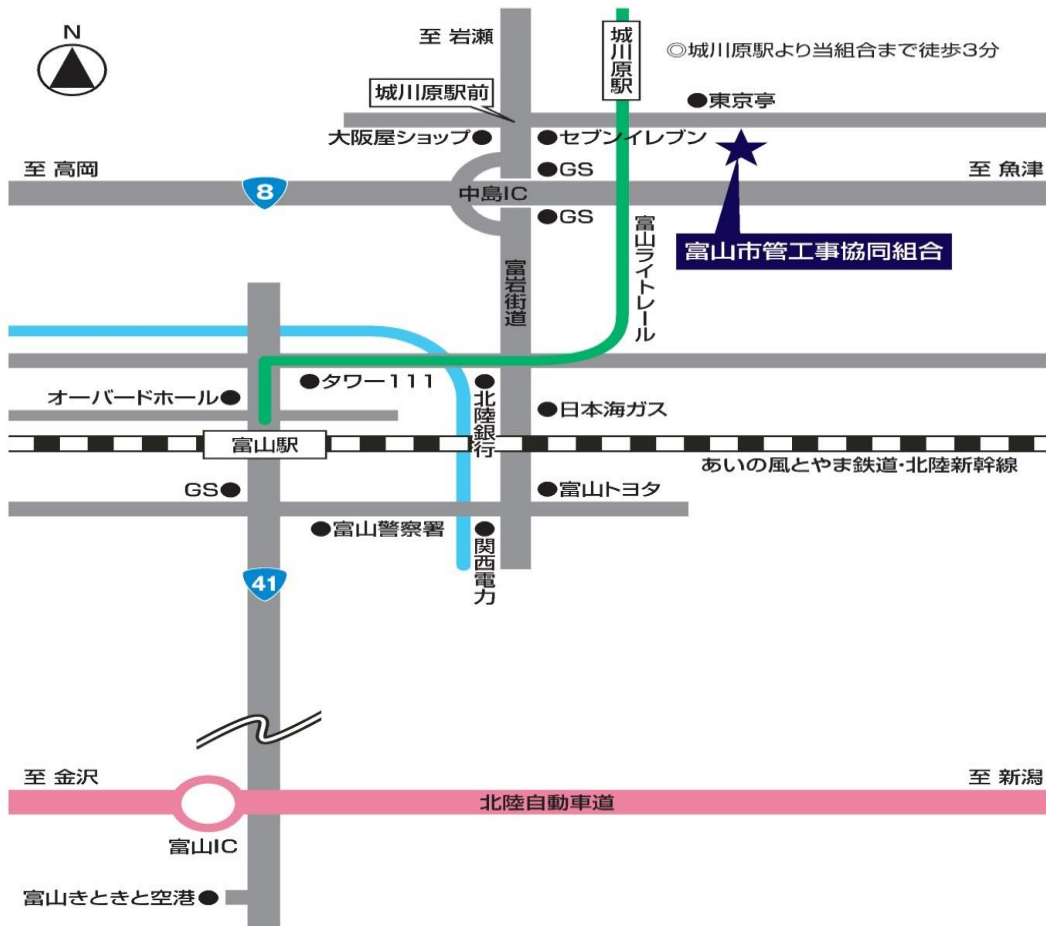 N
至 岩瀬
城川原駅
◎城川原駅より当組合まで徒歩3分
城川原駅前
●東京亭
大阪屋ショップ●
●セブンイレブン
至 高岡
8
中島IC
●GS
●GS
至 魚津
富山市管工事協同組合
富岩街道
富山ライトレール
オーバードホール●
●タワー111
●北陸銀行
●日本海ガス
富山駅
あいの風とやま鉄道・北陸新幹線
GS●
●富山トヨタ
●富山警察署
●関西電力
41
至 金沢
北陸自動車道
至 新潟
富山IC
富山きときと空港●